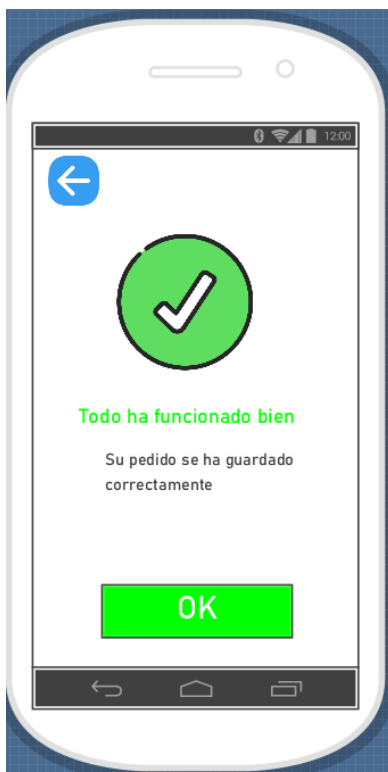 12:00
Todo ha funcionado bien
Su pedido se ha guardado
correctamente
OK